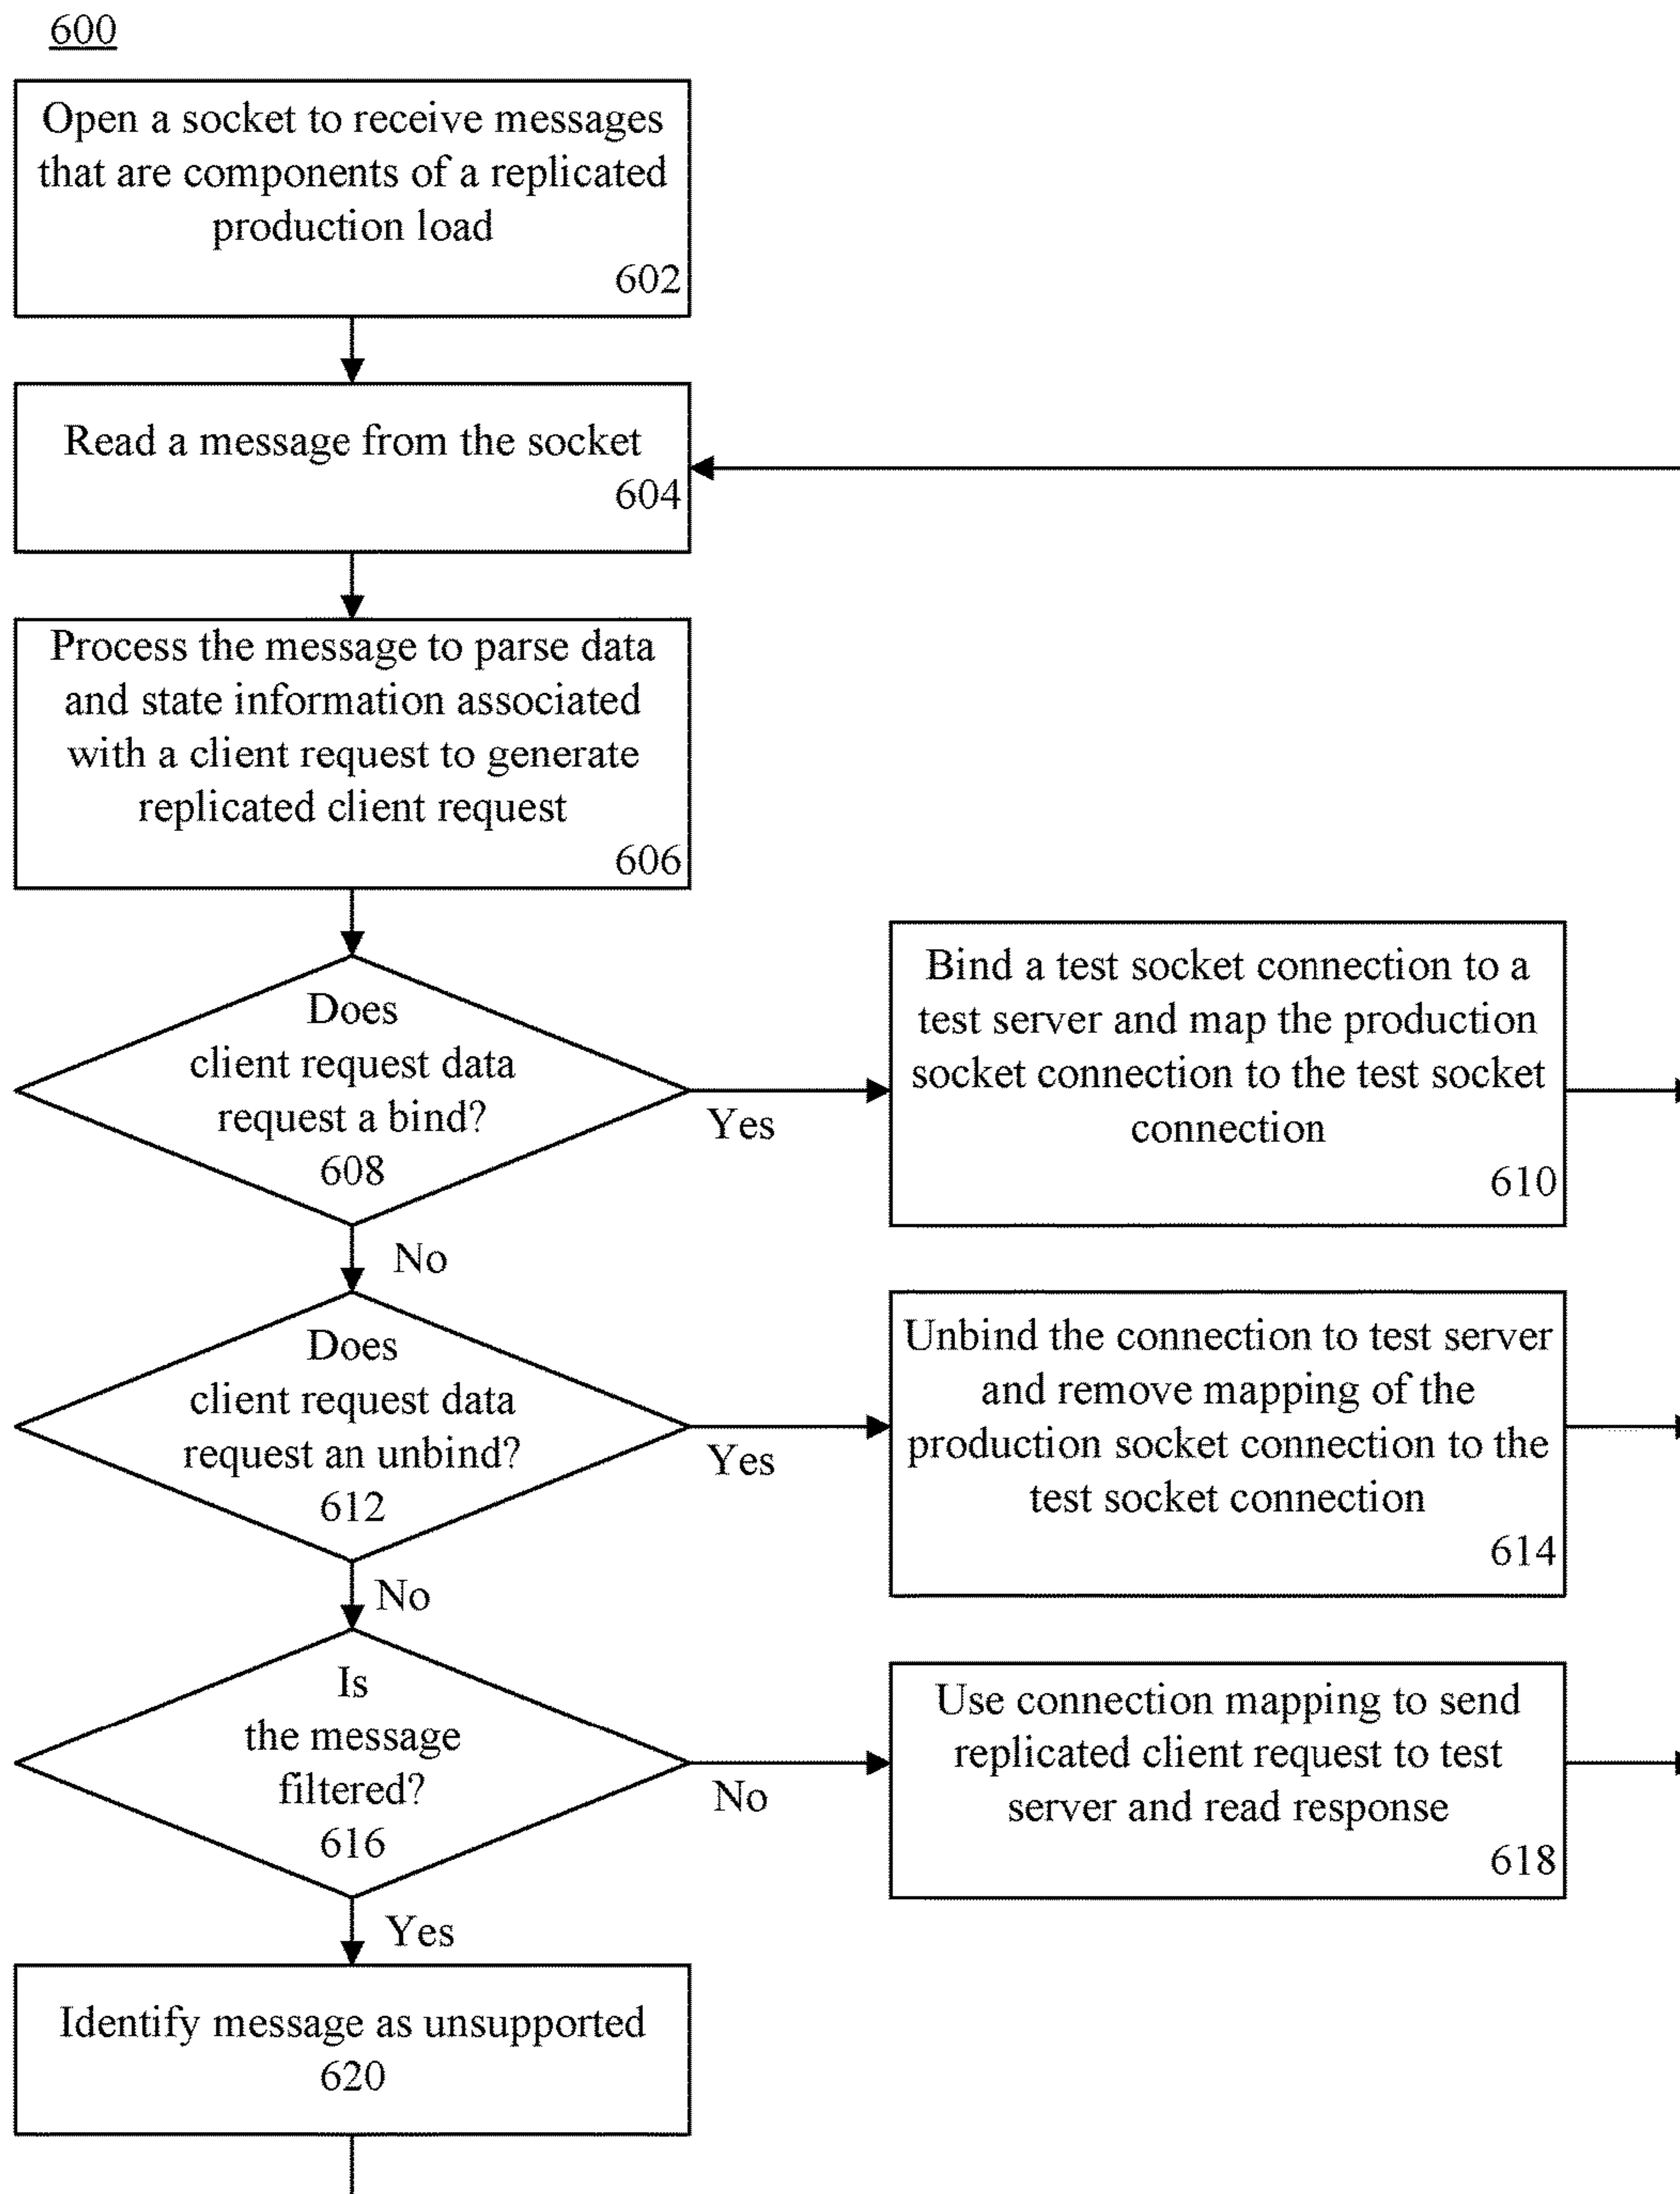 600
Open a socket to receive messages
that are components of a replicated
production load
602
Read a message from the socket
604
Process the message to parse data
and state information associated
with a client request to generate
replicated client request
606
Does
client request data
request a bind?
608
Yes
No
Bind a test socket connection to a
test server and map the production
socket connection to the test socket
connection
610
Does
client request data
request an unbind?
612
Yes
No
Unbind the connection to test server
and remove mapping of the
production socket connection to the
test socket connection
614
Is
the message
filtered?
616
No
Yes
Use connection mapping to send
replicated client request to test
server and read response
618
Identify message as unsupported
620